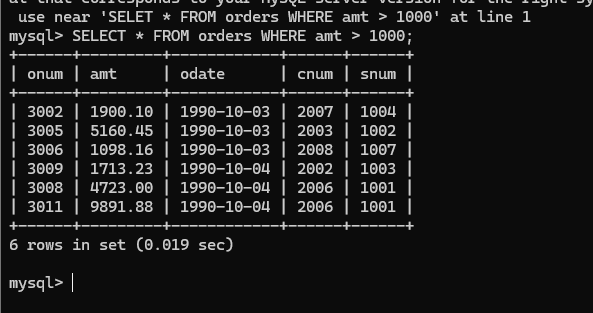 at that corresponds to your MySQL server version for the right sy
use near 'SELET * FROM orders WHERE amt > 1000' at line 1
mysql> SELECT * FROM orders WHERE amt > 1000;
+------+---------+------------+------+------+
| onum | amt     | odate      | cnum | snum |
+------+---------+------------+------+------+
| 3002 | 1900.10 | 1990-10-03 | 2007 | 1004 |
| 3005 | 5160.45 | 1990-10-03 | 2003 | 1002 |
| 3006 | 1098.16 | 1990-10-03 | 2008 | 1007 |
| 3009 | 1713.23 | 1990-10-04 | 2002 | 1003 |
| 3008 | 4723.00 | 1990-10-04 | 2006 | 1001 |
| 3011 | 9891.88 | 1990-10-04 | 2006 | 1001 |
+------+---------+------------+------+------+
6 rows in set (0.019 sec)
mysql>